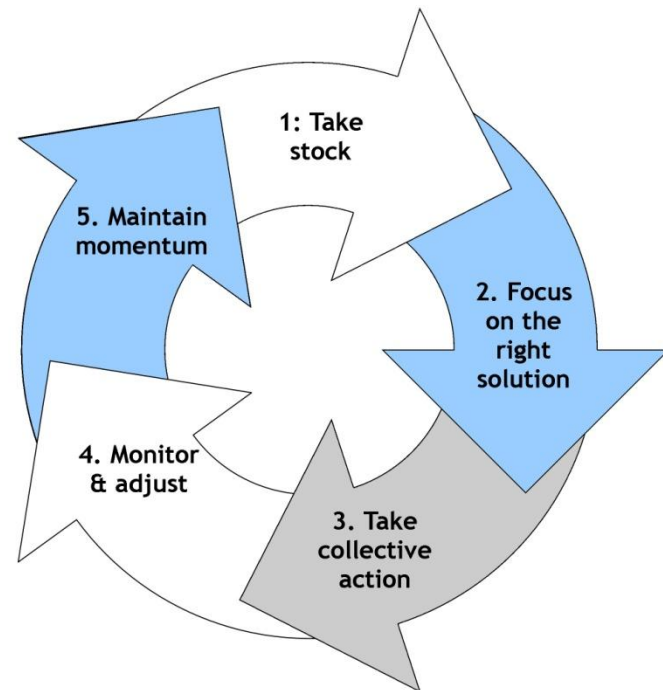 1: Take
stock
2. Focus
on the
right
solution
3. Take
collective
action
4. Monitor
& adjust
5. Maintain
momentum